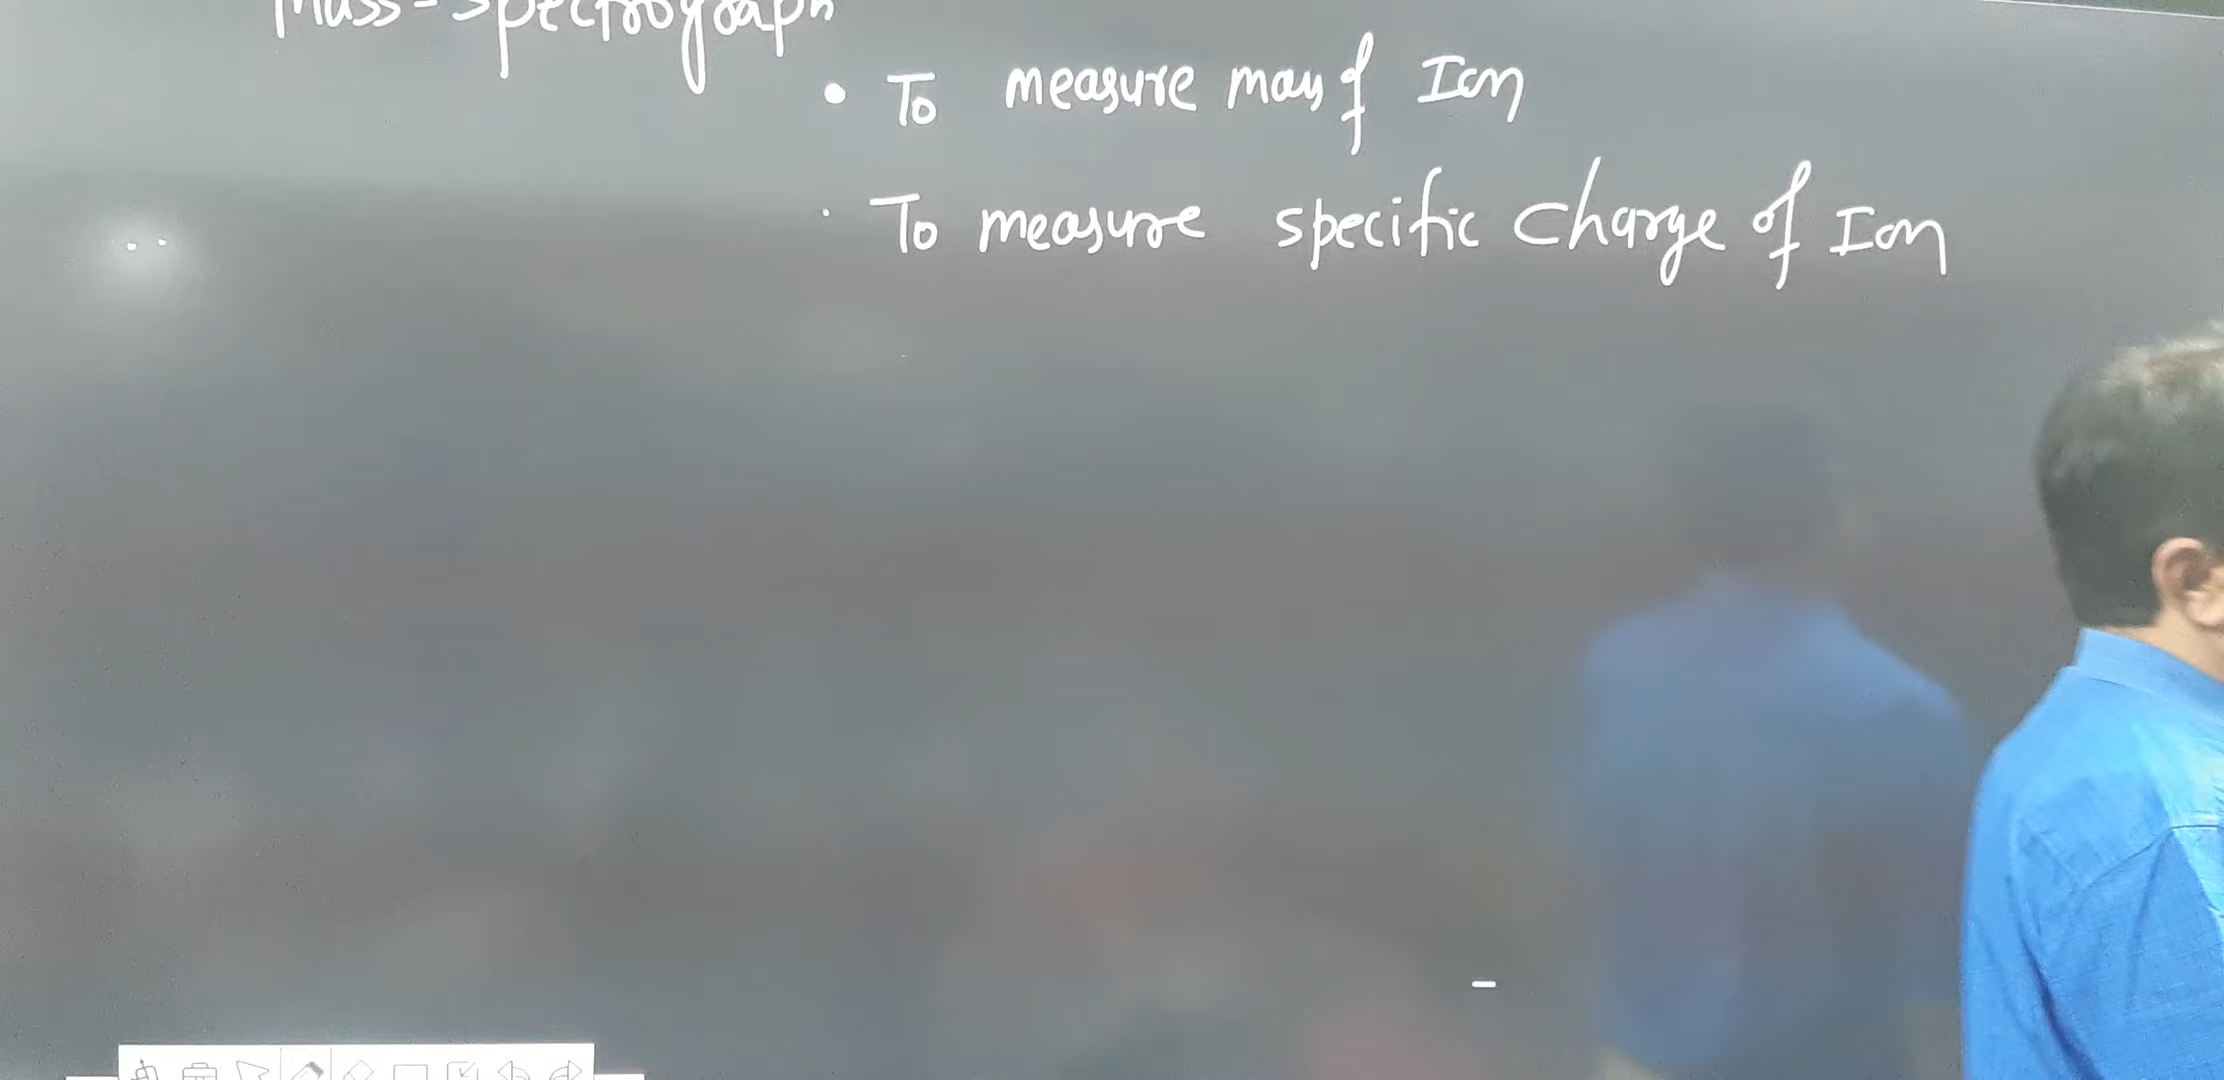 Mass-Spectrograph
• To measure mass of Ion
· To measure specific charge of Ion